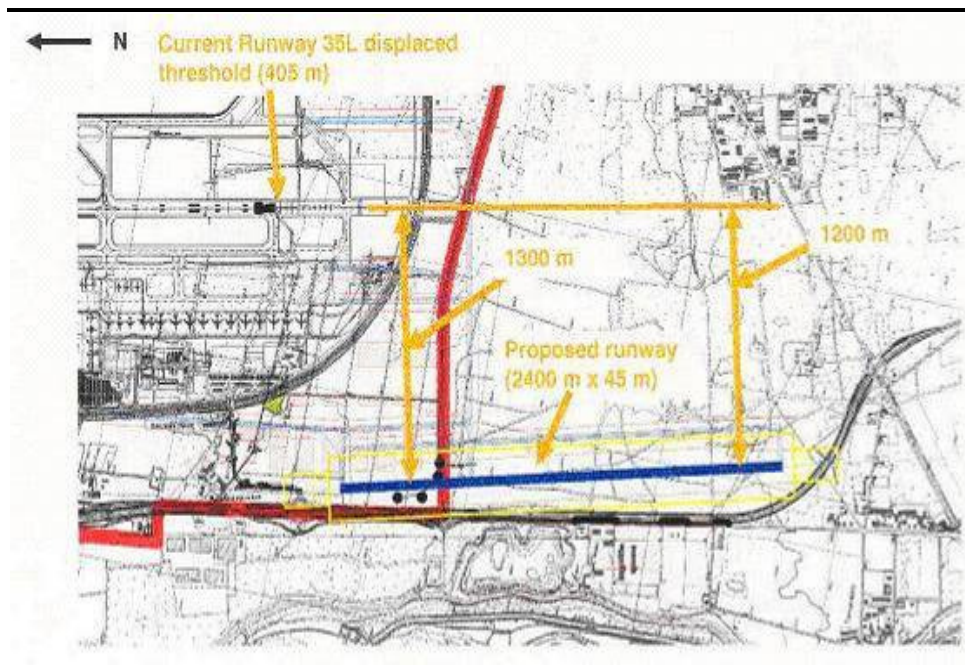 N
Current Runway 35L displaced
threshold (405 m)
1300 m
1200 m
Proposed runway
(2400 m x 45 m)